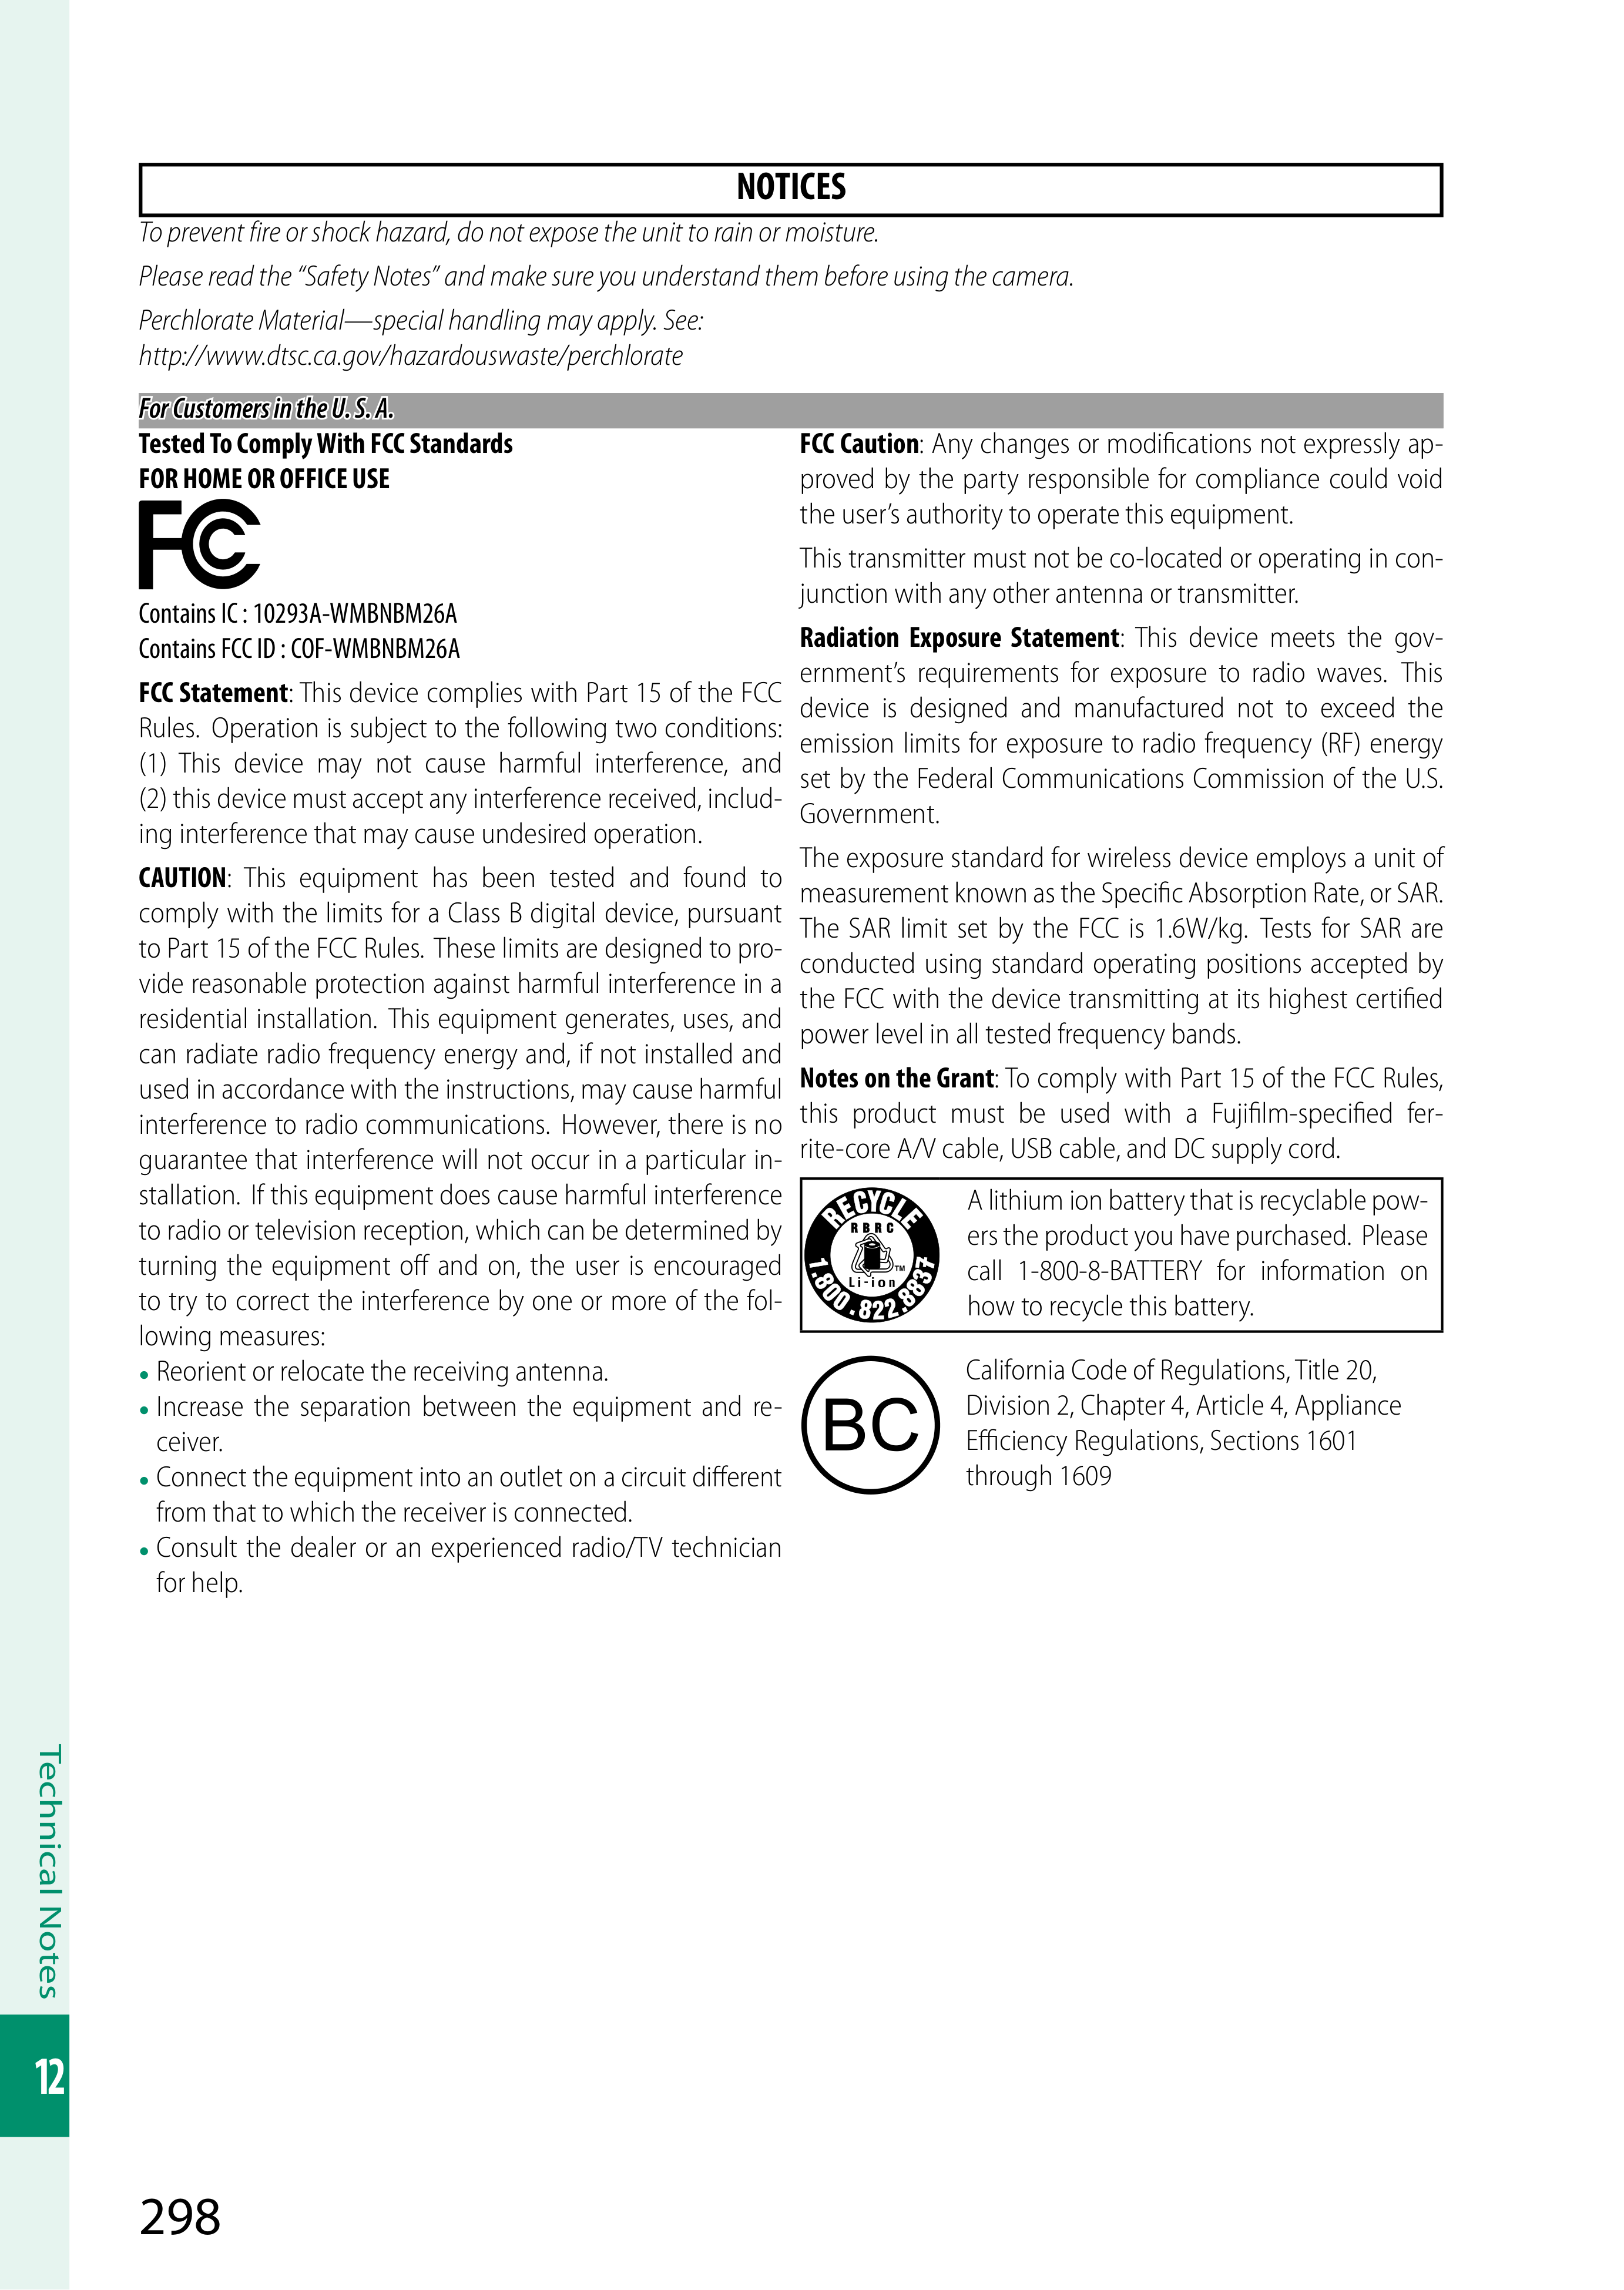 NOTICES
To prevent fire or shock hazard, do not expose the unit to rain or moisture.
Please read the “Safety Notes” and make sure you understand them before using the camera.
Perchlorate Material—special handling may apply. See:
http://www.dtsc.ca.gov/hazardouswaste/perchlorate
For Customers in the U. S. A.
Tested To Comply With FCC Standards
FOR HOME OR OFFICE USE
FC
Contains IC : 10293A-WMBNBM26A
Contains FCC ID : COF-WMBNBM26A
FCC Statement: This device complies with Part 15 of the FCC
Rules. Operation is subject to the following two conditions:
(1) This device may not cause harmful interference, and
(2) this device must accept any interference received, includ-
ing interference that may cause undesired operation.
CAUTION: This equipment has been tested and found to
comply with the limits for a Class B digital device, pursuant
to Part 15 of the FCC Rules. These limits are designed to pro-
vide reasonable protection against harmful interference in a
residential installation. This equipment generates, uses, and
can radiate radio frequency energy and, if not installed and
used in accordance with the instructions, may cause harmful
interference to radio communications. However, there is no
guarantee that interference will not occur in a particular in-
stallation. If this equipment does cause harmful interference
to radio or television reception, which can be determined by
turning the equipment off and on, the user is encouraged
to try to correct the interference by one or more of the fol-
lowing measures:
• Reorient or relocate the receiving antenna.
• Increase the separation between the equipment and re-
ceiver.
• Connect the equipment into an outlet on a circuit different
from that to which the receiver is connected.
• Consult the dealer or an experienced radio/TV technician
for help.
FCC Caution: Any changes or modifications not expressly ap-
proved by the party responsible for compliance could void
the user’s authority to operate this equipment.
This transmitter must not be co-located or operating in con-
junction with any other antenna or transmitter.
Radiation Exposure Statement: This device meets the gov-
ernment’s requirements for exposure to radio waves. This
device is designed and manufactured not to exceed the
emission limits for exposure to radio frequency (RF) energy
set by the Federal Communications Commission of the U.S.
Government.
The exposure standard for wireless device employs a unit of
measurement known as the Specific Absorption Rate, or SAR.
The SAR limit set by the FCC is 1.6W/kg. Tests for SAR are
conducted using standard operating positions accepted by
the FCC with the device transmitting at its highest certified
power level in all tested frequency bands.
Notes on the Grant: To comply with Part 15 of the FCC Rules,
this product must be used with a Fujifilm-specified fer-
rite-core A/V cable, USB cable, and DC supply cord.
RECYCLE
RBRC
TM
Li-ion
1.800.822.8837
A lithium ion battery that is recyclable pow-
ers the product you have purchased. Please
call 1-800-8-BATTERY for information on
how to recycle this battery.
BC
California Code of Regulations, Title 20,
Division 2, Chapter 4, Article 4, Appliance
Efficiency Regulations, Sections 1601
through 1609
Technical Notes
12
298